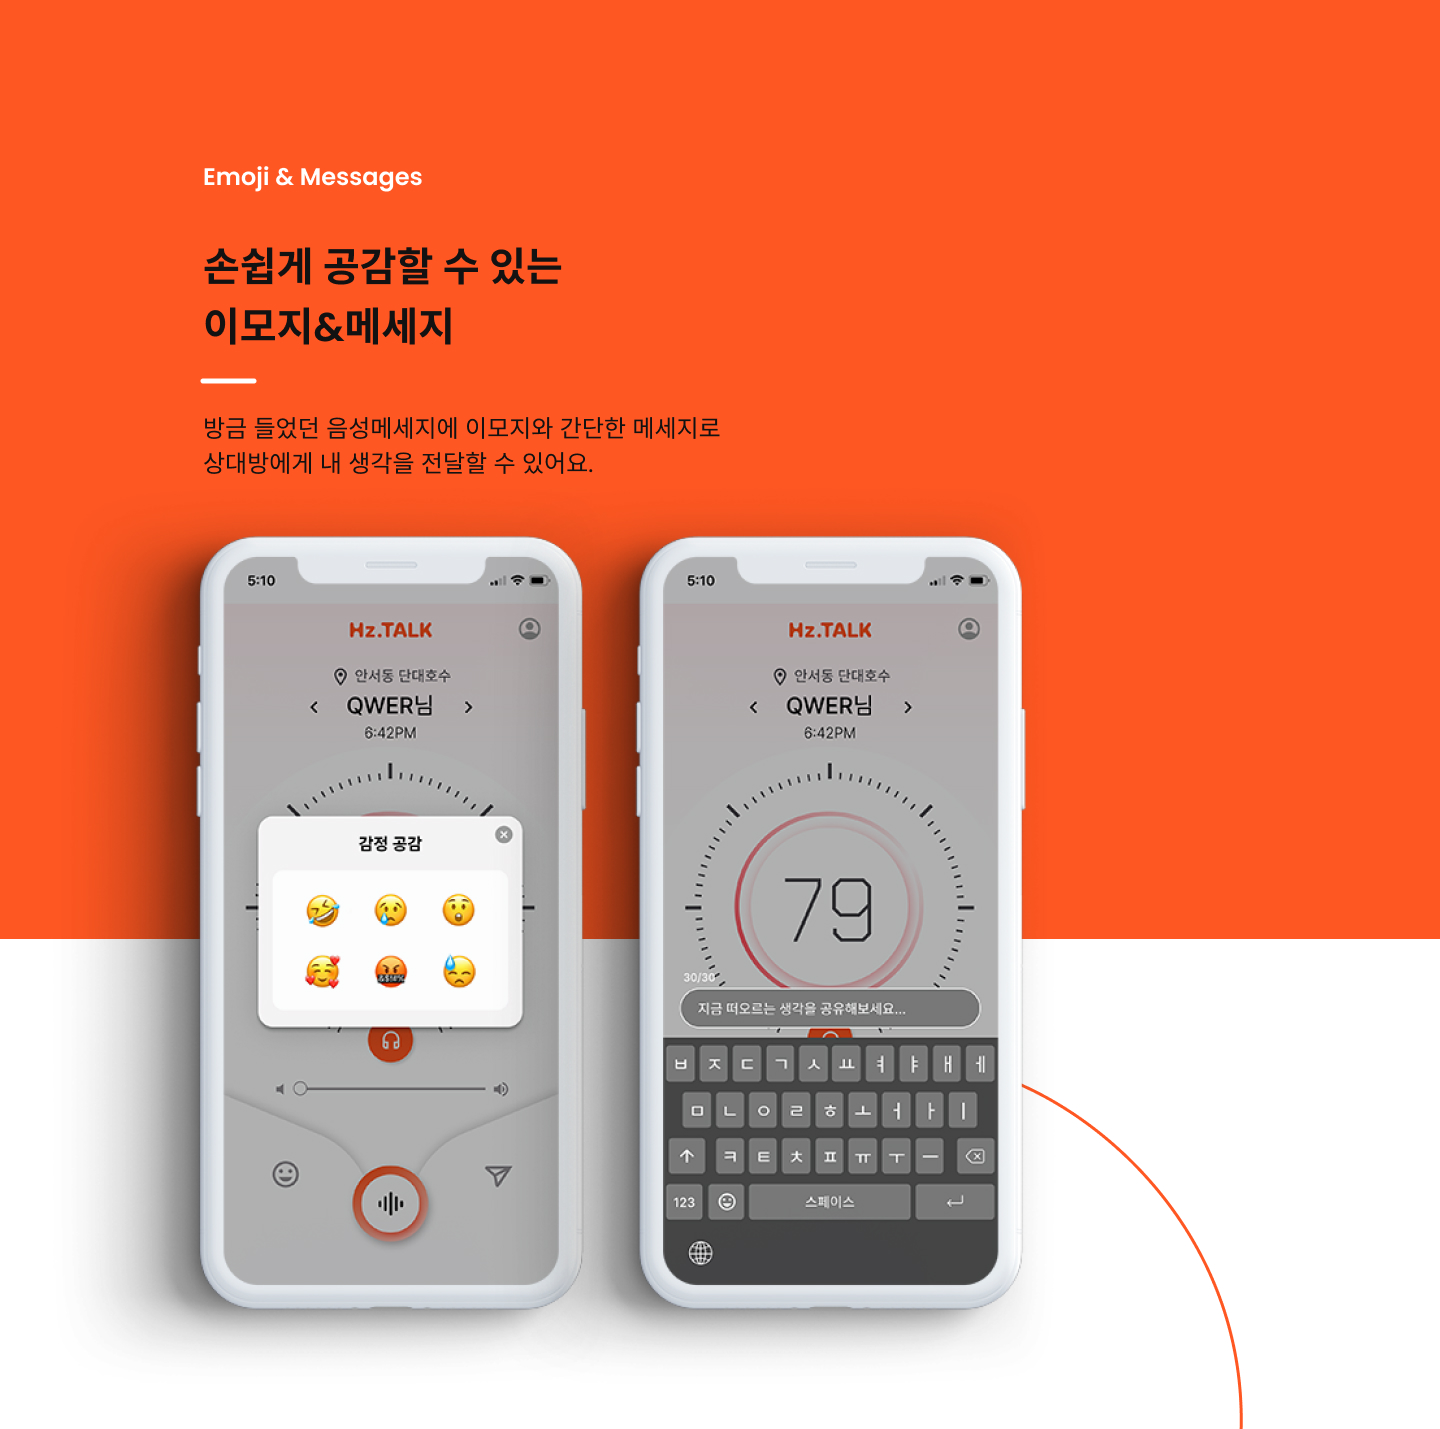 Emoji & Messages
손쉽게 공감할 수 있는
이모지&메세지
방금 들었던 음성메세지에 이모지와 간단한 메세지로
상대방에게 내 생각을 전달할 수 있어요.
5:10
Hz.TALK
안서동 단대호수
QWER님
6:42PM
감정 공감
5:10
Hz.TALK
안서동 단대호수
QWER님
6:42PM
79
30/30
지금 떠오르는 생각을 공유해보세요...
ㅂ ㅈ ㄷ ㄱ ㅅ ㅛ ㅕ ㅑ ㅐ ㅔ
ㅁ ㄴ ㅇ ㄹ ㅎ ㅗ ㅓ ㅏ ㅣ
ㅋ ㅌ ㅊ ㅍ ㅠ ㅜ ㅡ
123 스페이스